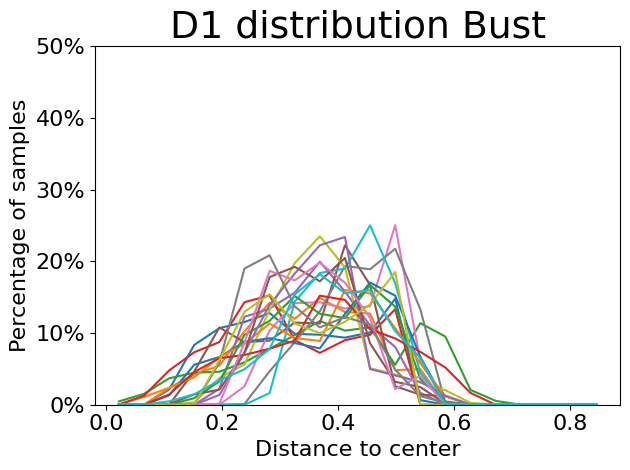 D1 distribution Bust
50%
40%
30%
20%
10%
0%
Percentage of samples
0.0 0.2 0.4 0.6 0.8
Distance to center